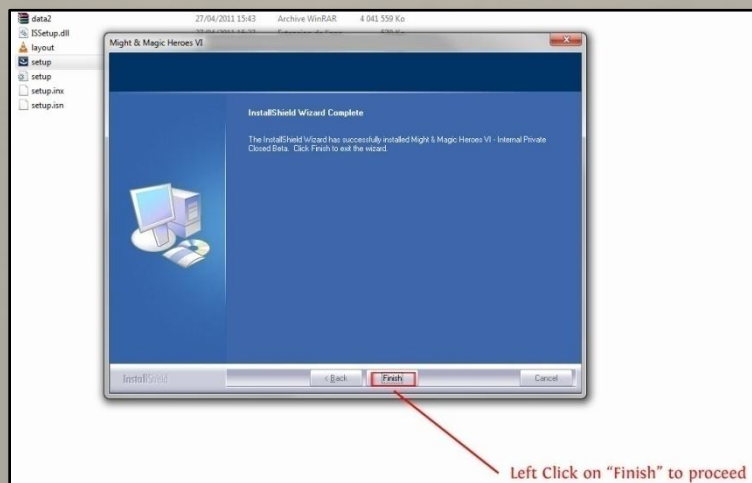 data2 27/04/2011 15:43 Archive WinRAR 4 041 559 Ko
ISSetup.dll
layout
setup
setup
setup.inx
setup.isn
Might & Magic Heroes VI
InstallShield Wizard Complete
The InstallShield Wizard has successfully installed Might & Magic Heroes VI - Internal Private
Closed Beta. Click Finish to exit the wizard.
InstallShield
< Back Finish Cancel
Left Click on "Finish" to proceed